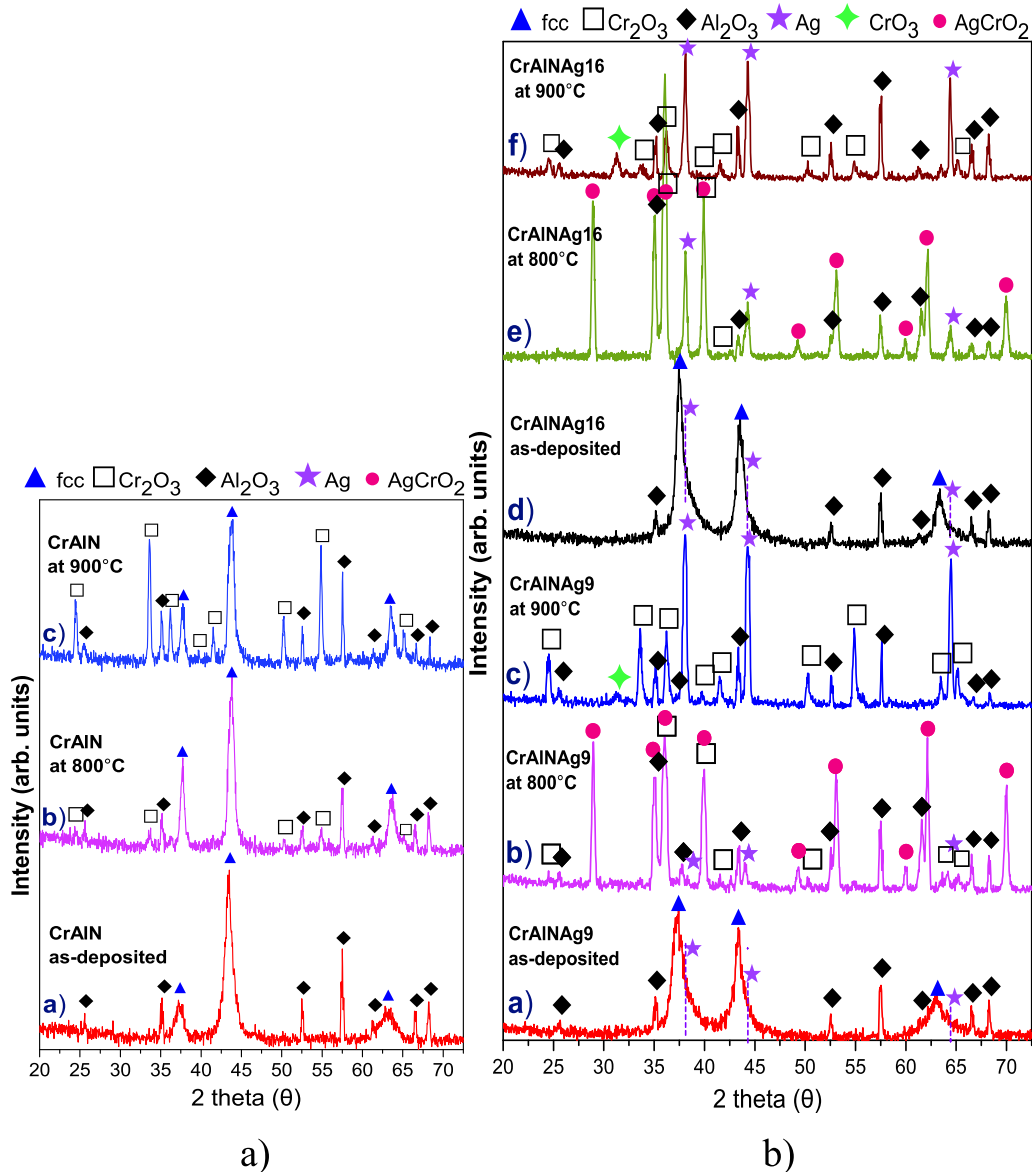 fcc Cr₂O₃ Al₂O₃ Ag AgCrO₂
CrAlN
at 900°C
c)
CrAlN
at 800°C
b)
CrAlN
as-deposited
a)
Intensity (arb. units)
20 25 30 35 40 45 50 55 60 65 70
2 theta (θ)
a)
fcc Cr₂O₃ Al₂O₃ Ag CrO₃ AgCrO₂
CrAlNAg16
at 900°C
f)
CrAlNAg16
at 800°C
e)
CrAlNAg16
as-deposited
d)
CrAlNAg9
at 900°C
c)
CrAlNAg9
at 800°C
b)
CrAlNAg9
as-deposited
a)
Intensity (arb. units)
20 25 30 35 40 45 50 55 60 65 70
2 theta (θ)
b)